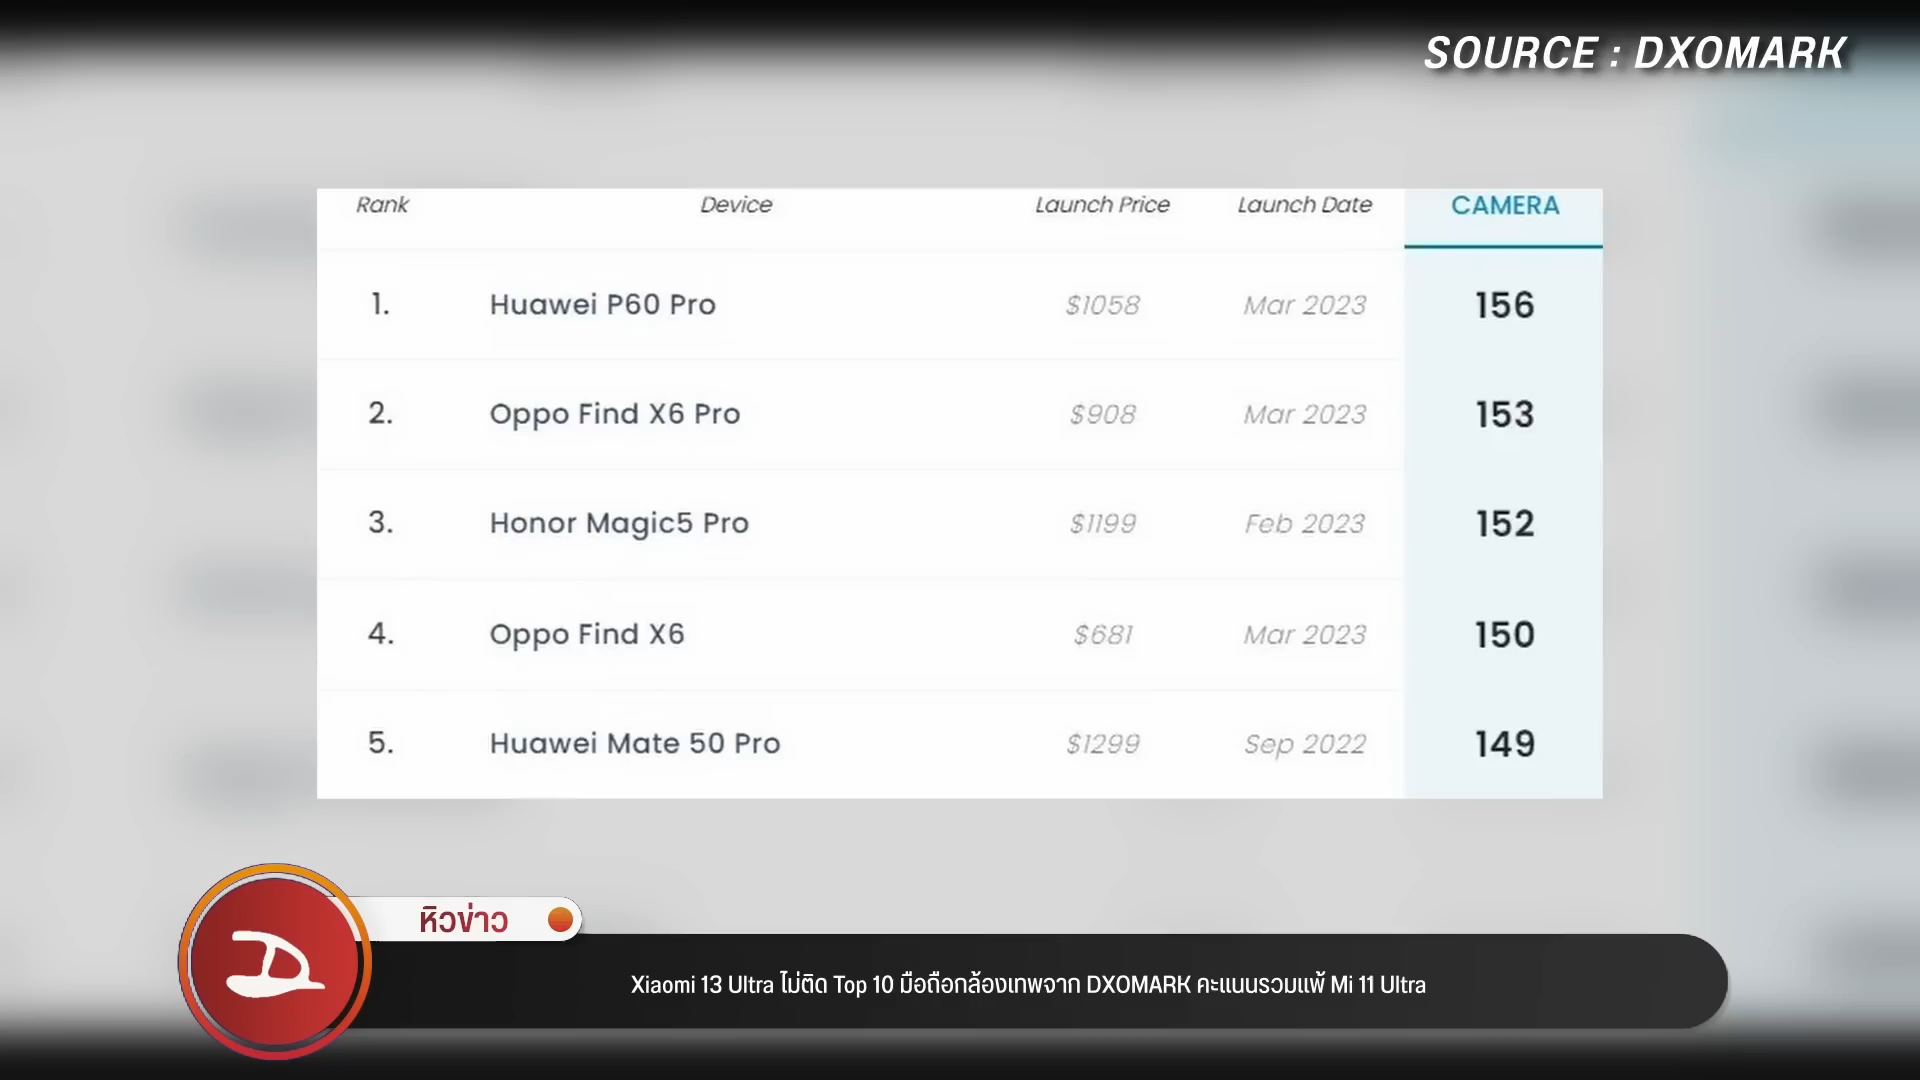 SOURCE : DXOMARK
Rank Device Launch Price Launch Date CAMERA
1. Huawei P60 Pro $1058 Mar 2023 156
2. Oppo Find X6 Pro $908 Mar 2023 153
3. Honor Magic5 Pro $1199 Feb 2023 152
4. Oppo Find X6 $681 Mar 2023 150
5. Huawei Mate 50 Pro $1299 Sep 2022 149
หิวข่าว
Xiaomi 13 Ultra ไม่ติด Top 10 มือถือกล้องเทพจาก DXOMARK คะแนนรวมแพ้ Mi 11 Ultra